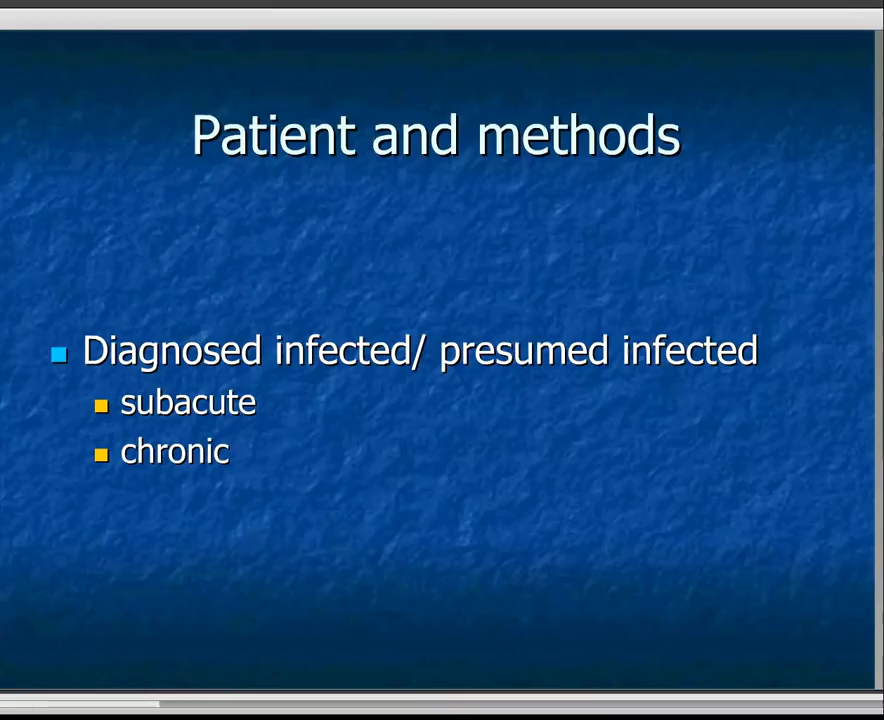 Patient and methods
Diagnosed infected/ presumed infected
subacute
chronic